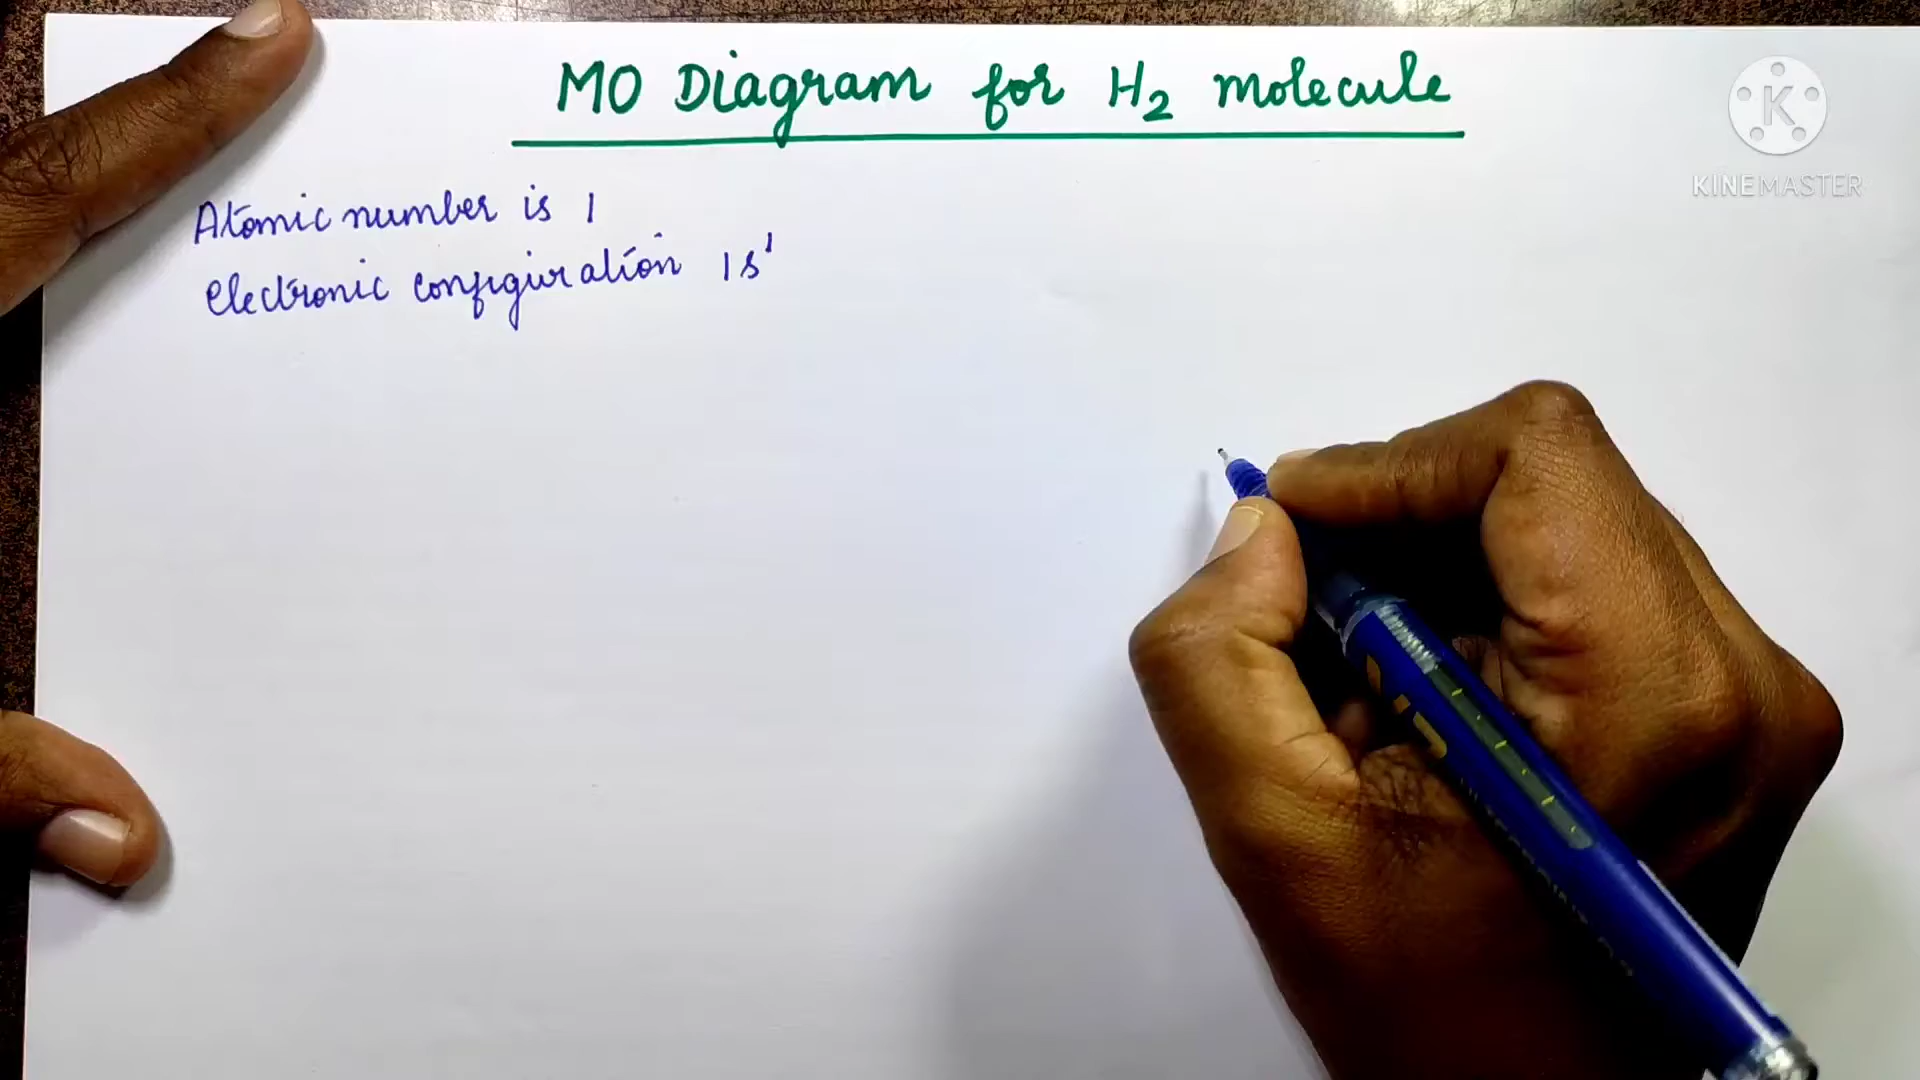 MO Diagram for H₂ molecule
K
KINEMASTER
Atomic number is 1
electronic configuration 1s¹